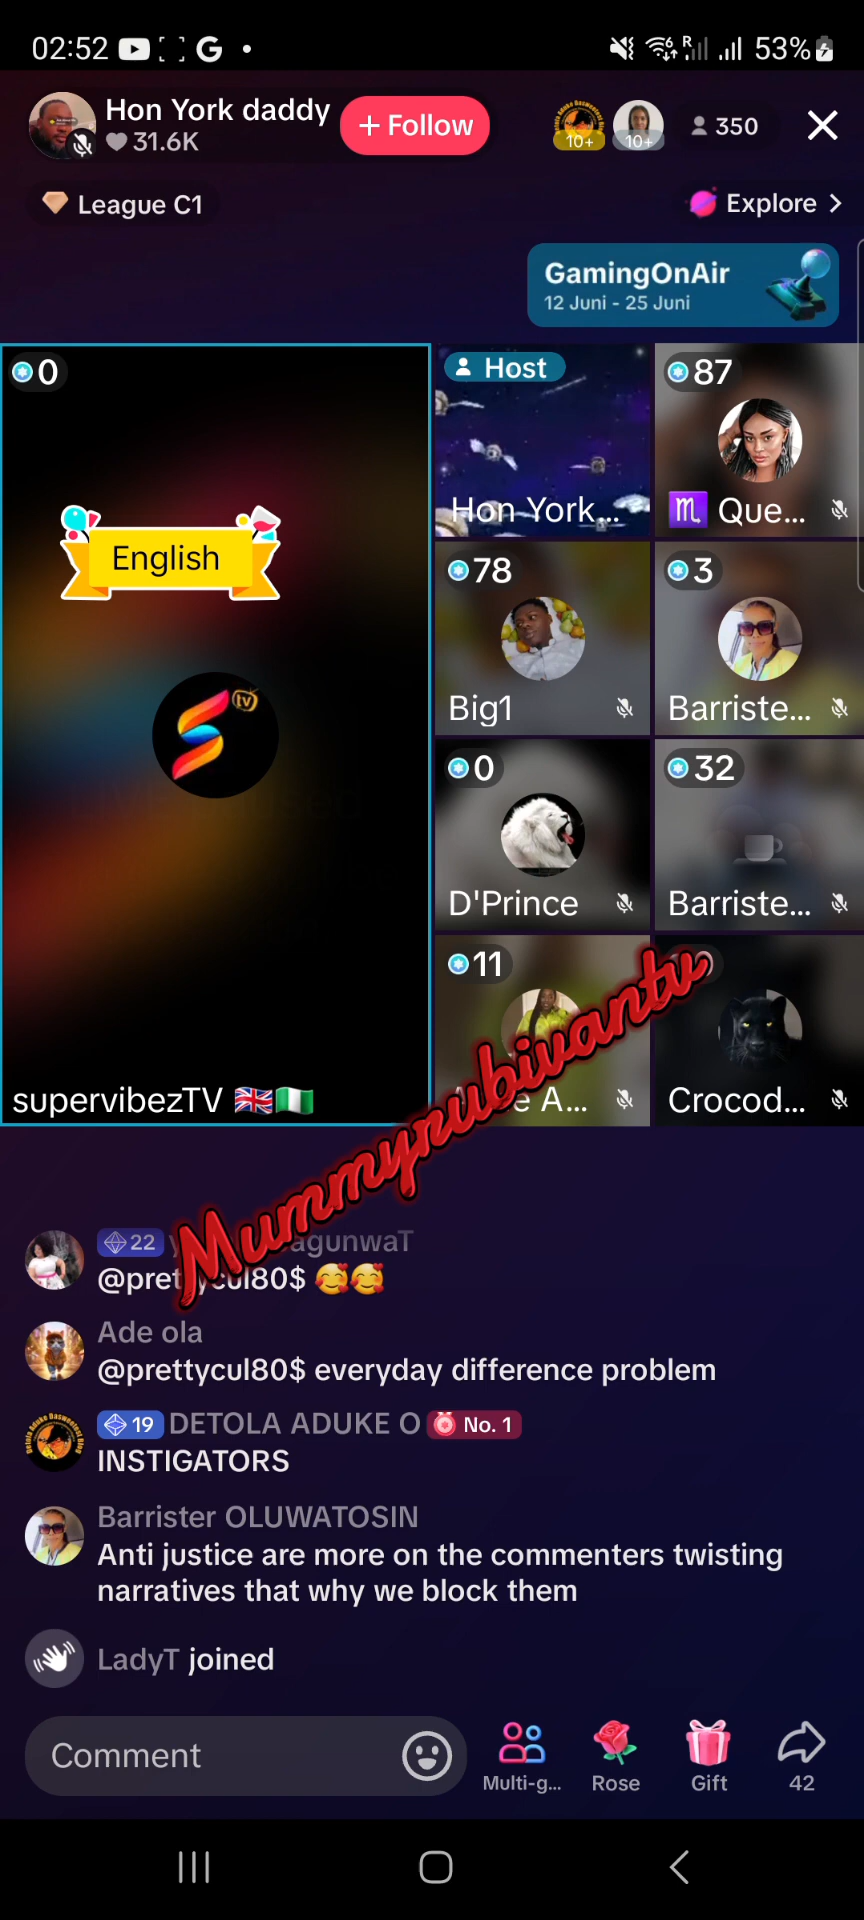 02:52
53%
Hon York daddy
31.6K
+ Follow
10+
10+
350
League C1
Explore
GamingOnAir
12 Juni - 25 Juni
0
English
tv
supervibezTV
Host
Hon York...
87
Que...
78
Big1
3
Barriste...
0
D'Prince
32
Barriste...
11
e A...
Crocod...
Mummyrubivantv
22
agunwaT
@prettycul80$
Ade ola
@prettycul80$ everyday difference problem
19 DETOLA ADUKE O No. 1
INSTIGATORS
Barrister OLUWATOSIN
Anti justice are more on the commenters twisting
narratives that why we block them
LadyT joined
Comment
Multi-g...
Rose
Gift
42